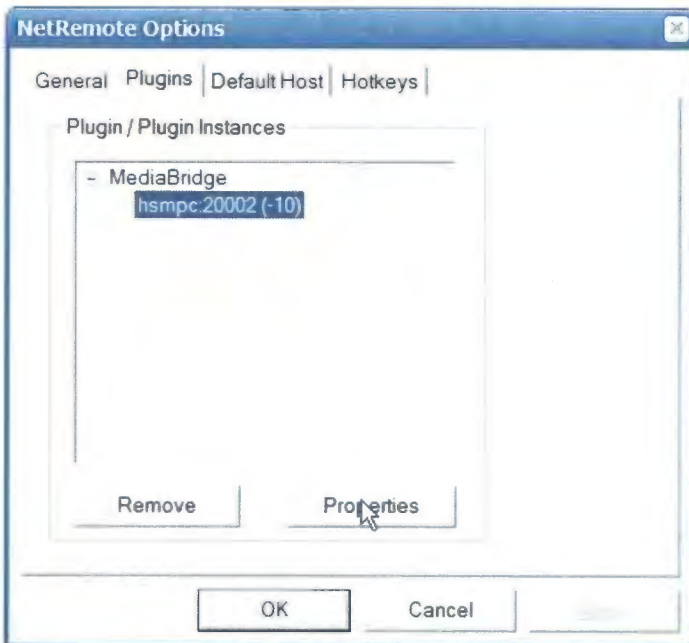 NetRemote Options
General Plugins Default Host Hotkeys
Plugin / Plugin Instances
- MediaBridge
hsmpc:20002 (-10)
Remove Properties
OK Cancel